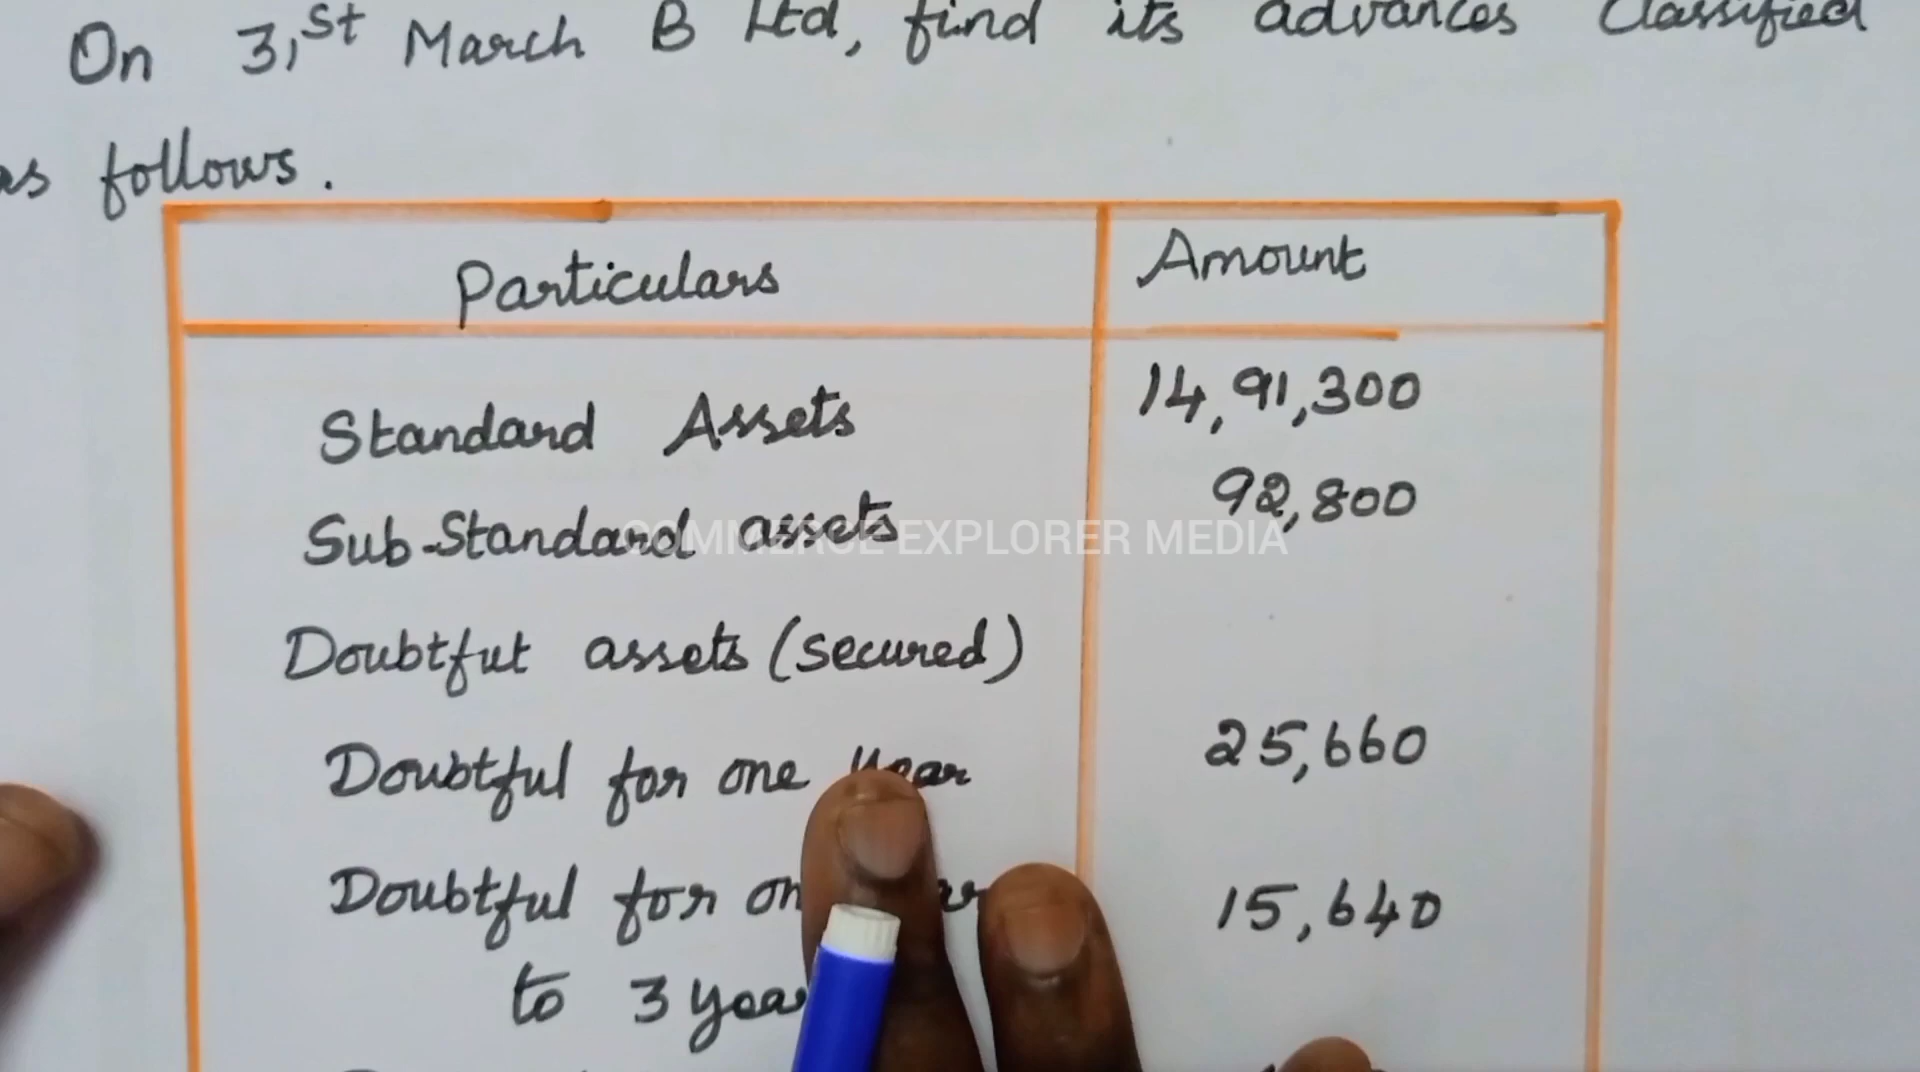 On 31st March B Ltd, find its advances Classified
as follows.
Particulars Amount
Standard Assets 14,91,300
Sub-Standard assets 92,800
COMMERCE EXPLORER MEDIA
Doubtful assets (secured)
Doubtful for one year 25,660
Doubtful for 15,640
to 3